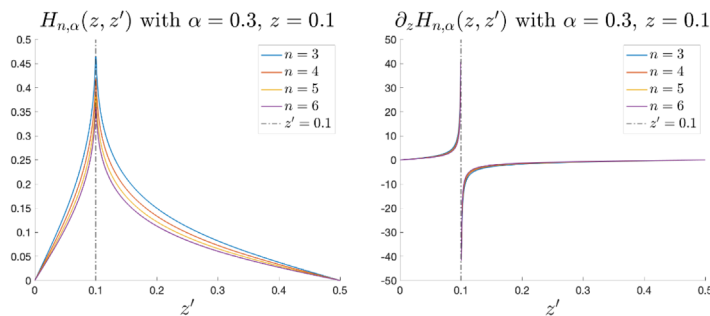 H_{n,α}(z, z′) with α = 0.3, z = 0.1
0.5
0.45
0.4
0.35
0.3
0.25
0.2
0.15
0.1
0.05
0
0 0.1 0.2 0.3 0.4 0.5
z′
n = 3
n = 4
n = 5
n = 6
z′ = 0.1
∂_z H_{n,α}(z, z′) with α = 0.3, z = 0.1
50
40
30
20
10
0
-10
-20
-30
-40
-50
0 0.1 0.2 0.3 0.4 0.5
z′
n = 3
n = 4
n = 5
n = 6
z′ = 0.1